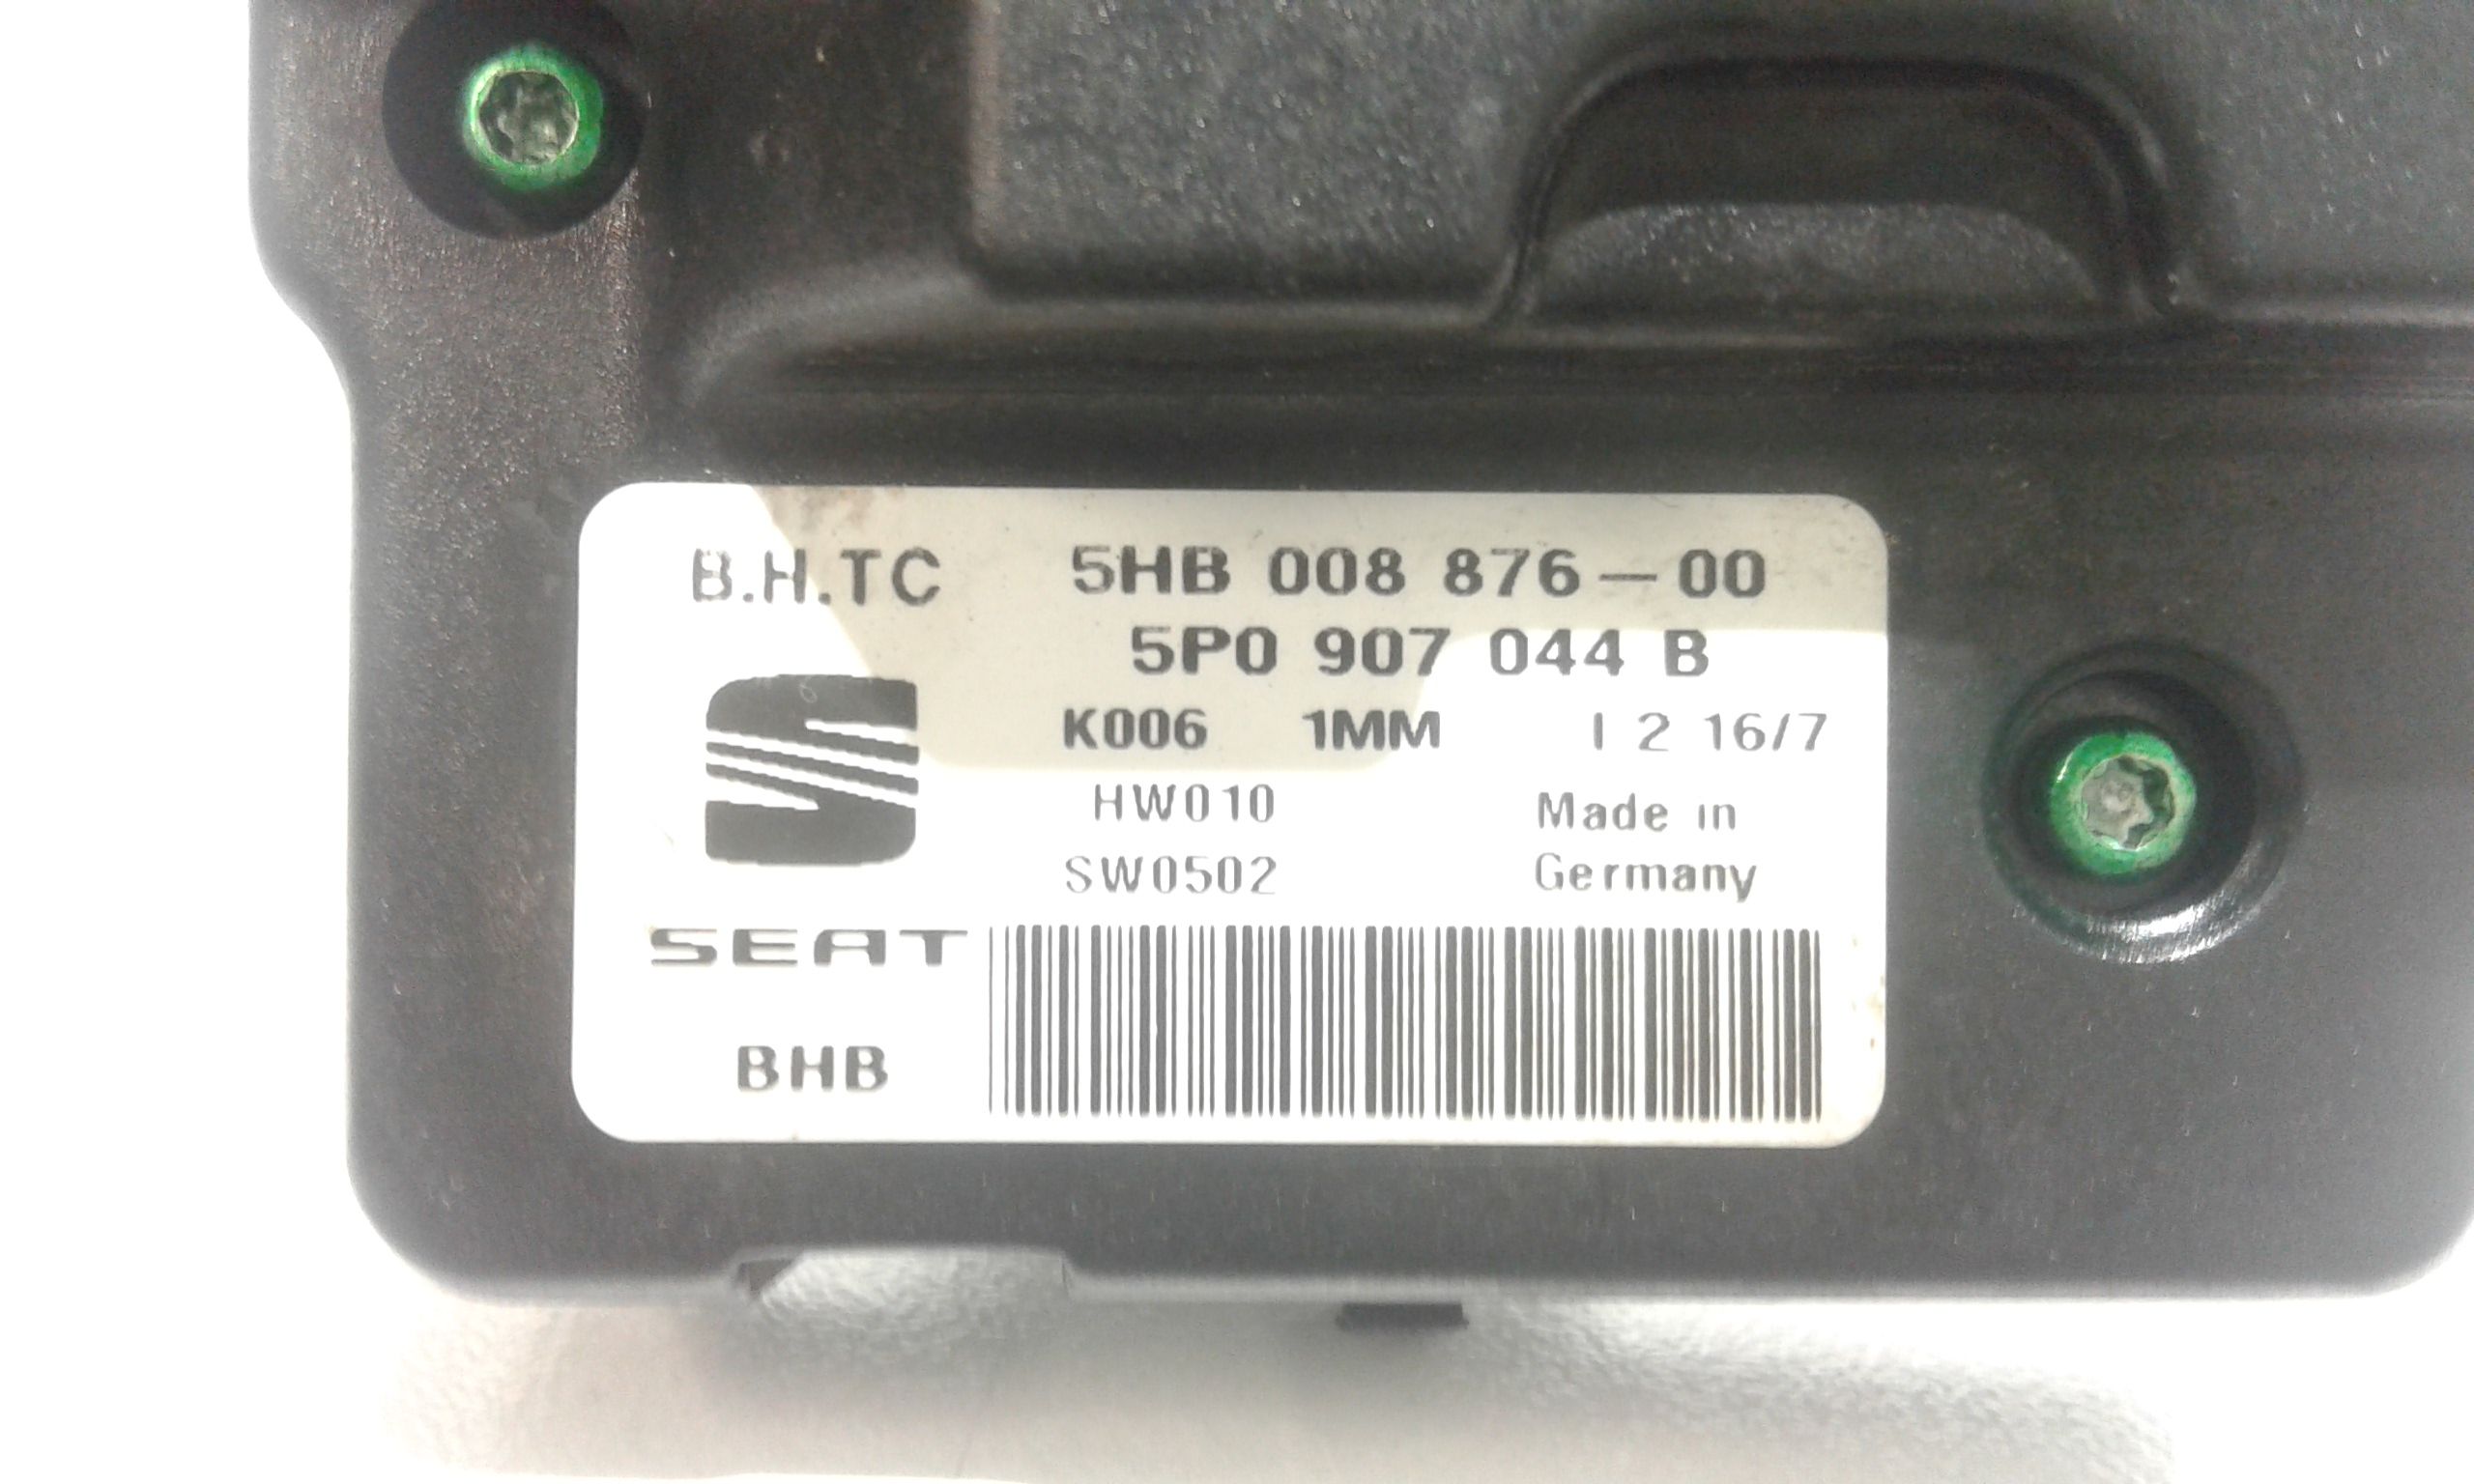 B.H.TC 5HB 008 876-00
5P0 907 044 B
K006 1MM I 2 16/7
HW010 Made in
SW0502 Germany
SEAT
BHB